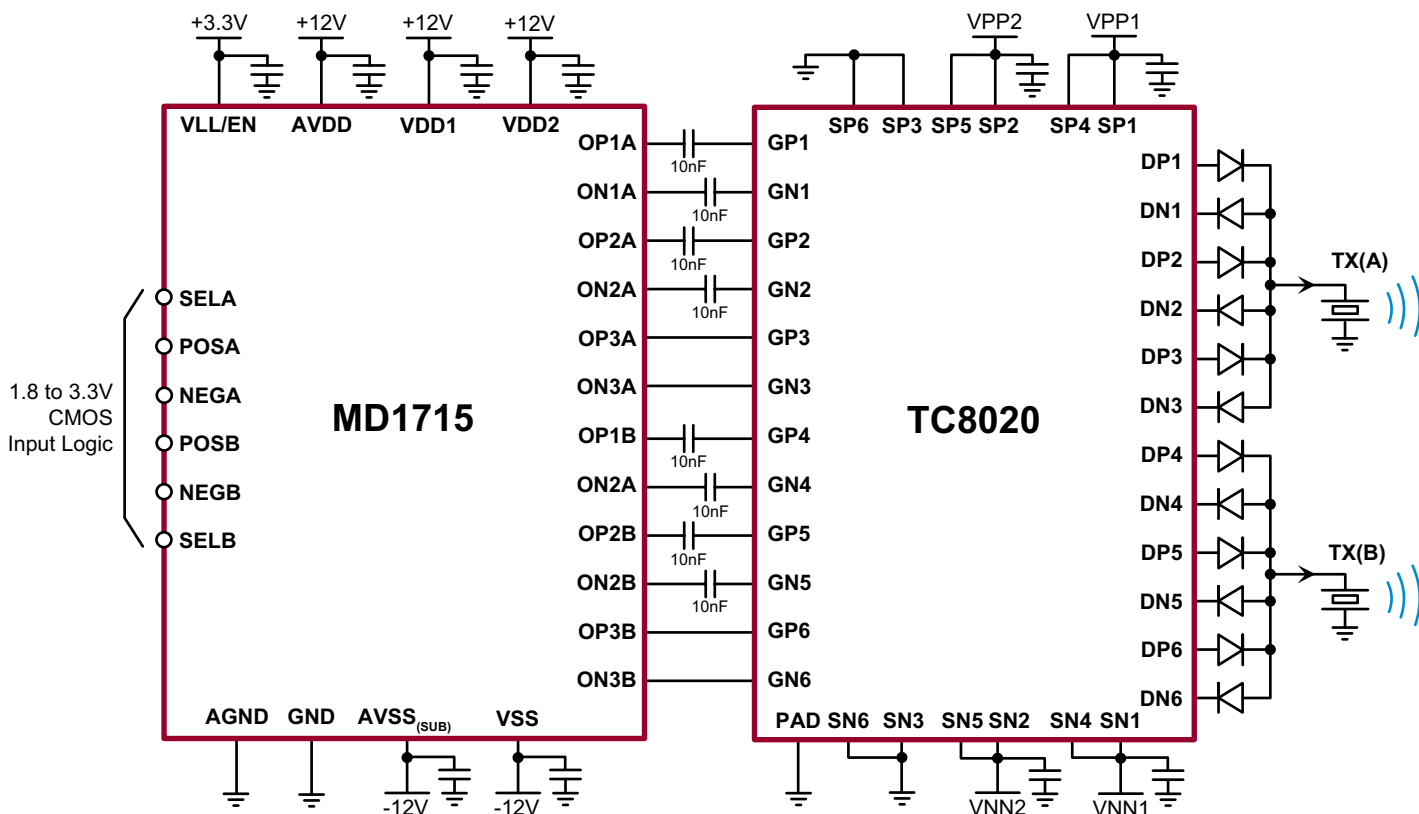 +3.3V +12V +12V +12V VPP2 VPP1
VLL/EN AVDD VDD1 VDD2
SP6 SP3 SP5 SP2 SP4 SP1
OP1A 10nF GP1
ON1A 10nF GN1
OP2A 10nF GP2
ON2A 10nF GN2
OP3A GP3
ON3A GN3
OP1B 10nF GP4
ON2A 10nF GN4
OP2B 10nF GP5
ON2B 10nF GN5
OP3B GP6
ON3B GN6
SELA
POSA
NEGA
POSB
NEGB
SELB
1.8 to 3.3V
CMOS
Input Logic
MD1715
TC8020
DP1
DN1
DP2
DN2
DP3
DN3
DP4
DN4
DP5
DN5
DP6
DN6
TX(A)
TX(B)
AGND GND AVSS(SUB) VSS
PAD SN6 SN3 SN5 SN2 SN4 SN1
-12V -12V VNN2 VNN1